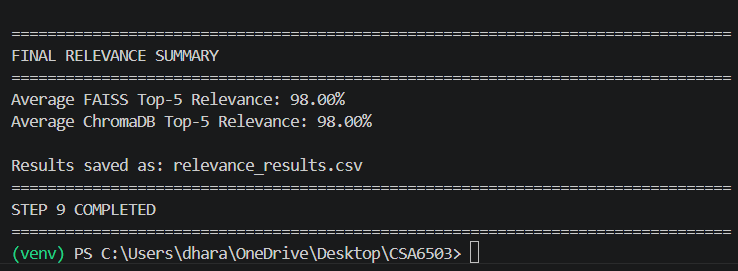 ================================================================================
FINAL RELEVANCE SUMMARY
================================================================================
Average FAISS Top-5 Relevance: 98.00%
Average ChromaDB Top-5 Relevance: 98.00%
Results saved as: relevance_results.csv
================================================================================
STEP 9 COMPLETED
================================================================================
(venv) PS C:\Users\dhara\OneDrive\Desktop\CSA6503>